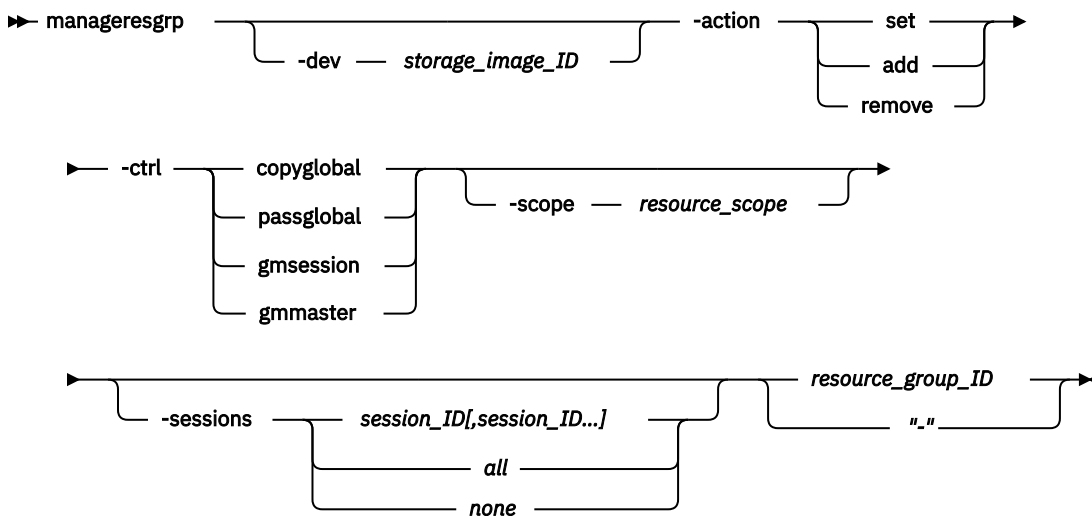 manageresgrp -action set
-dev storage_image_ID add
remove
-ctrl copyglobal
-scope resource_scope
passglobal
gmsession
gmmaster
resource_group_ID
-sessions session_ID[,session_ID...] "-"
all
none